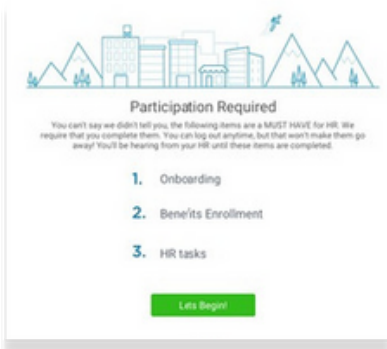 Participation Required
You can't say we didn't tell you, the following items are a MUST HAVE for HR. We
require that you complete them. You can log out anytime, but that won't make them go
away! You'll be hearing from your HR until these items are completed.
1. Onboarding
2. Benefits Enrollment
3. HR tasks
Lets Begin!